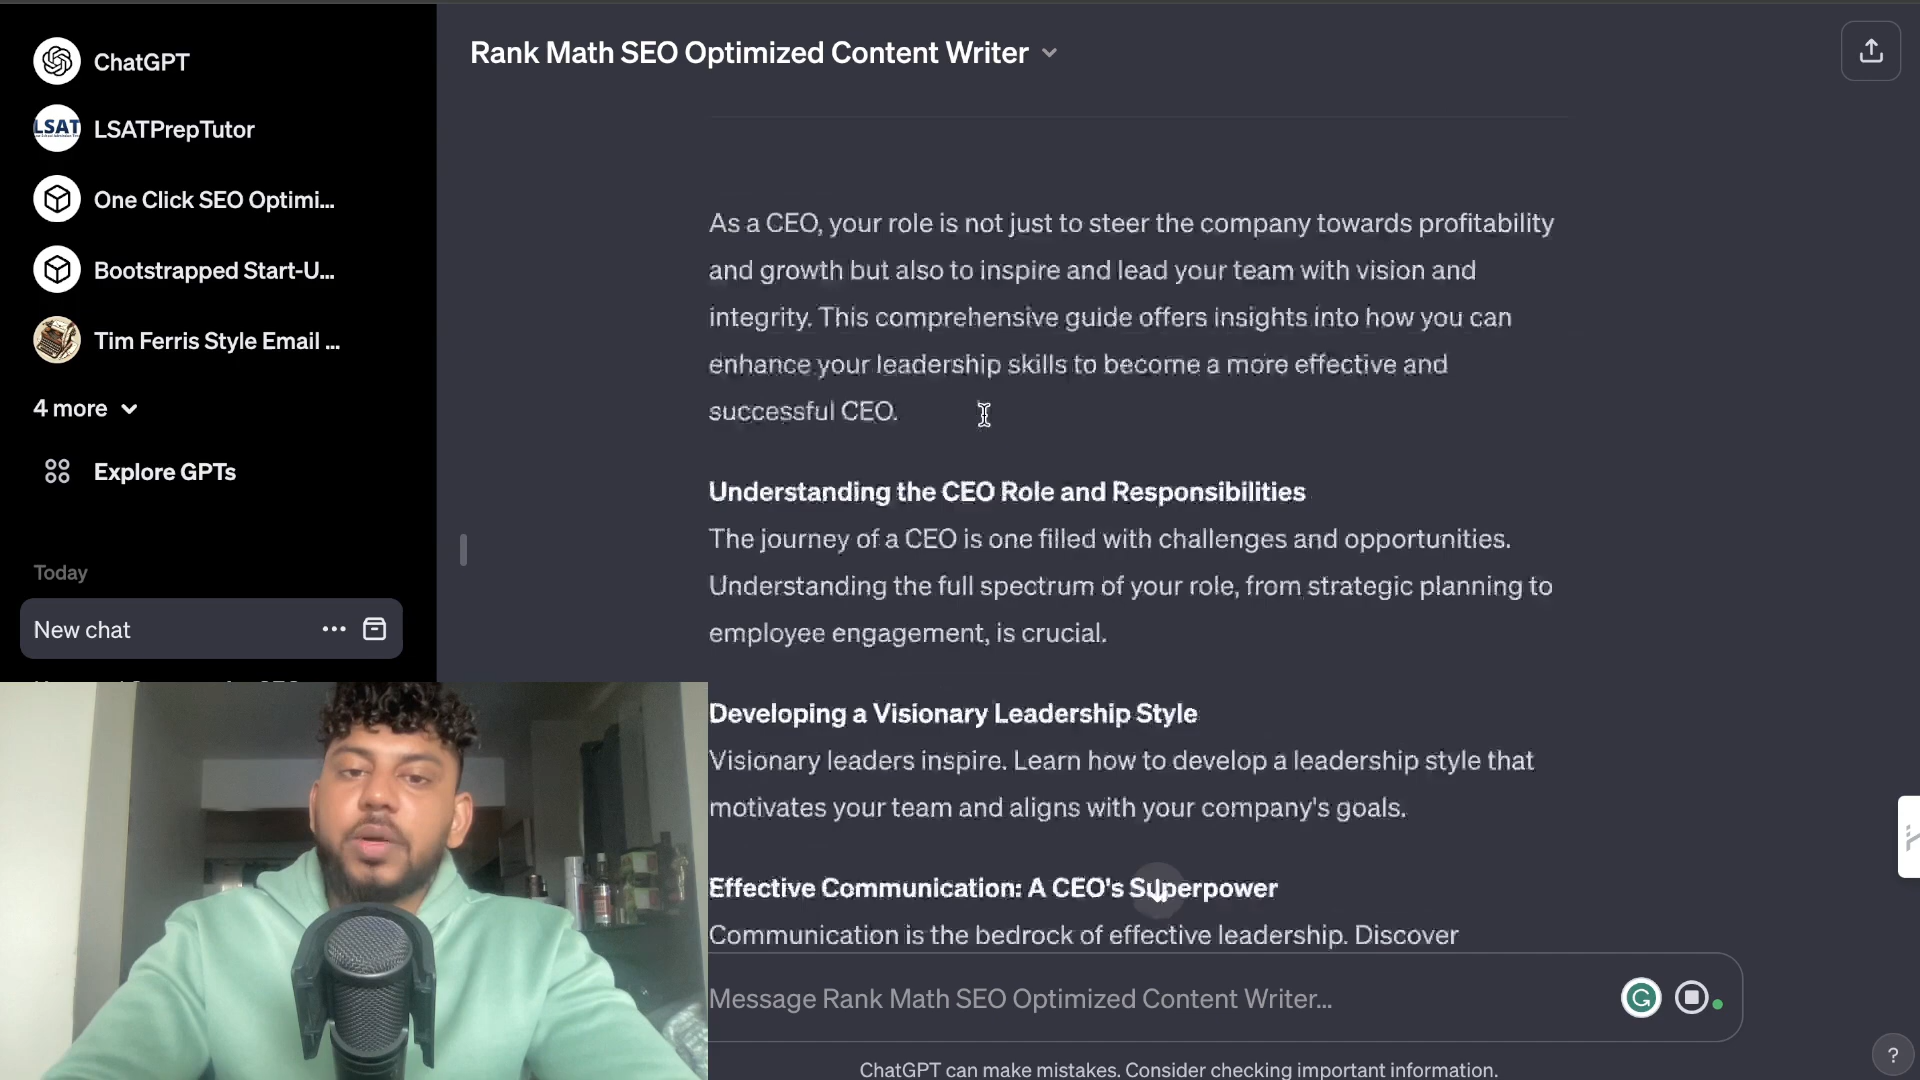 ChatGPT
LSAT
LSATPrepTutor
One Click SEO Optimi...
Bootstrapped Start-U...
Tim Ferris Style Email ...
4 more
Explore GPTs
Today
New chat
Rank Math SEO Optimized Content Writer
As a CEO, your role is not just to steer the company towards profitability
and growth but also to inspire and lead your team with vision and
integrity. This comprehensive guide offers insights into how you can
enhance your leadership skills to become a more effective and
successful CEO.
Understanding the CEO Role and Responsibilities
The journey of a CEO is one filled with challenges and opportunities.
Understanding the full spectrum of your role, from strategic planning to
employee engagement, is crucial.
Developing a Visionary Leadership Style
Visionary leaders inspire. Learn how to develop a leadership style that
motivates your team and aligns with your company's goals.
Effective Communication: A CEO's Superpower
Communication is the bedrock of effective leadership. Discover
Message Rank Math SEO Optimized Content Writer...
ChatGPT can make mistakes. Consider checking important information.
?